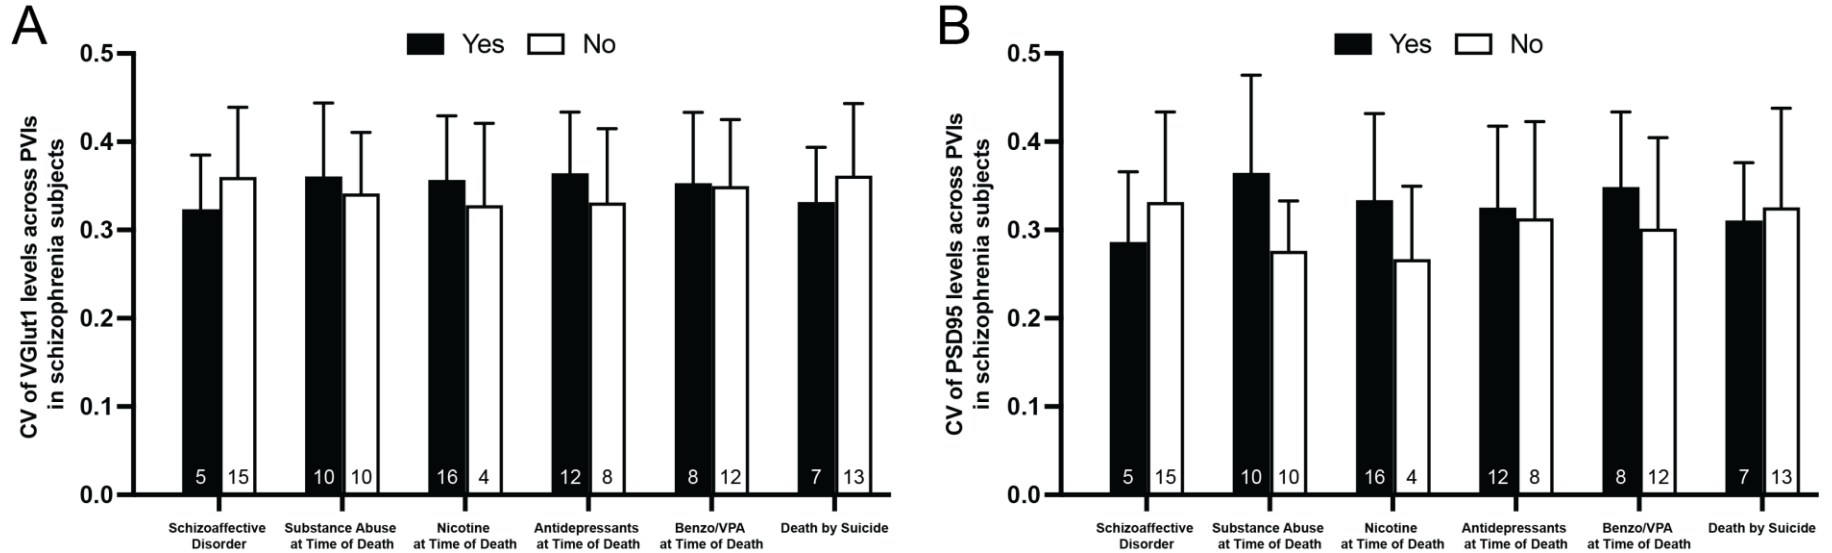 A
Yes No
CV of VGlut1 levels across PVIs
in schizophrenia subjects
0.5
0.4
0.3
0.2
0.1
0.0
5 15 10 10 16 4 12 8 8 12 7 13
Schizoaffective Substance Abuse Nicotine Antidepressants Benzo/VPA Death by Suicide
Disorder at Time of Death at Time of Death at Time of Death at Time of Death
B
Yes No
CV of PSD95 levels across PVIs
in schizophrenia subjects
0.5
0.4
0.3
0.2
0.1
0.0
5 15 10 10 16 4 12 8 8 12 7 13
Schizoaffective Substance Abuse Nicotine Antidepressants Benzo/VPA Death by Suicide
Disorder at Time of Death at Time of Death at Time of Death at Time of Death